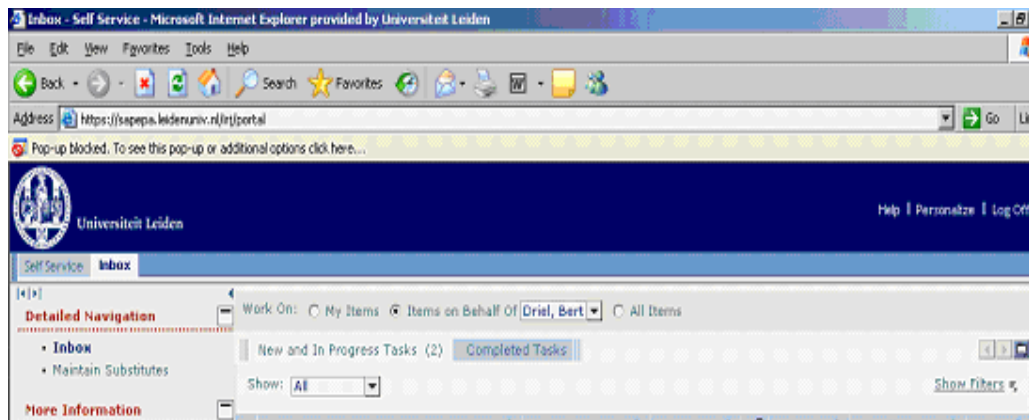 Inbox - Self Service - Microsoft Internet Explorer provided by Universiteit Leiden
File Edit View Favorites Tools Help
Back Search Favorites
Address https://sapepa.leidenuniv.nl/irj/portal Go
Pop-up blocked. To see this pop-up or additional options click here...
Universiteit Leiden
Help | Personalize | Log Off
Self Service Inbox
Detailed Navigation
Work On: My Items Items on Behalf Of Driel, Bert All Items
• Inbox
New and In Progress Tasks (2) Completed Tasks
• Maintain Substitutes
Show: All Show Filters
More Information